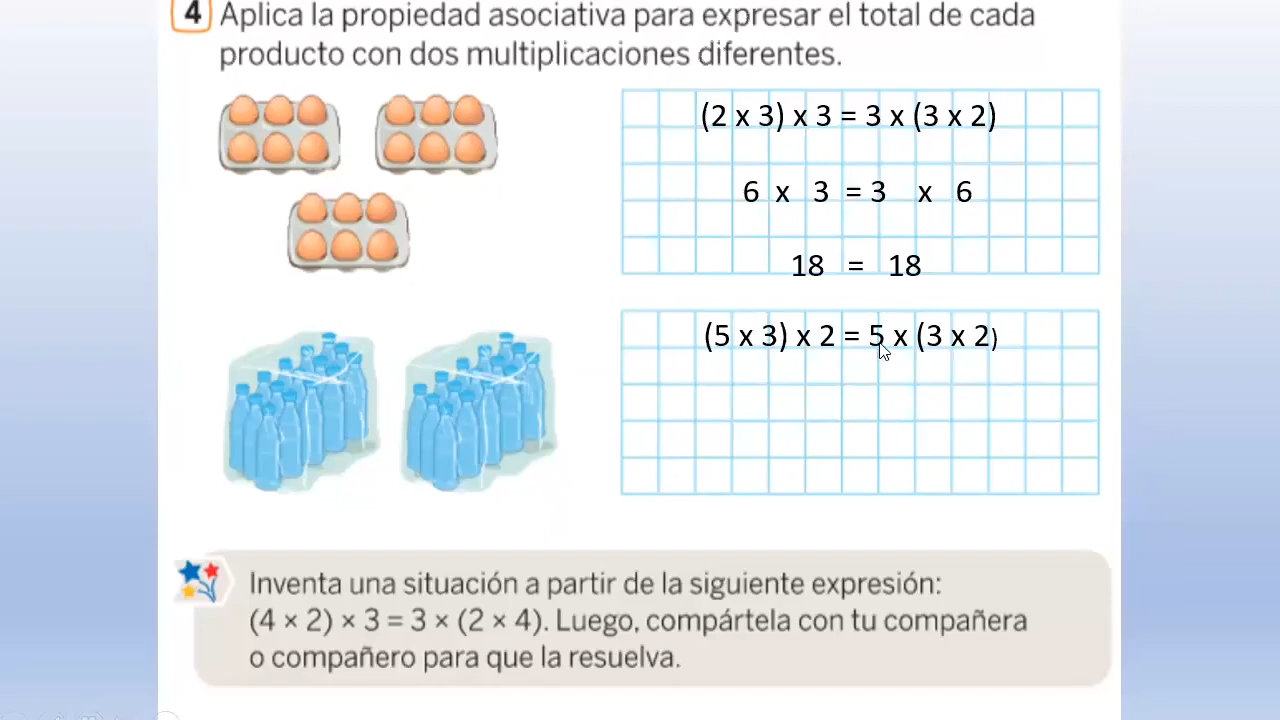 4 Aplica la propiedad asociativa para expresar el total de cada
producto con dos multiplicaciones diferentes.
(2 x 3) x 3 = 3 x (3 x 2)
6 x 3 = 3 x 6
18 = 18
(5 x 3) x 2 = 5 x (3 x 2)
Inventa una situación a partir de la siguiente expresión:
(4 × 2) × 3 = 3 × (2 × 4). Luego, compártela con tu compañera
o compañero para que la resuelva.